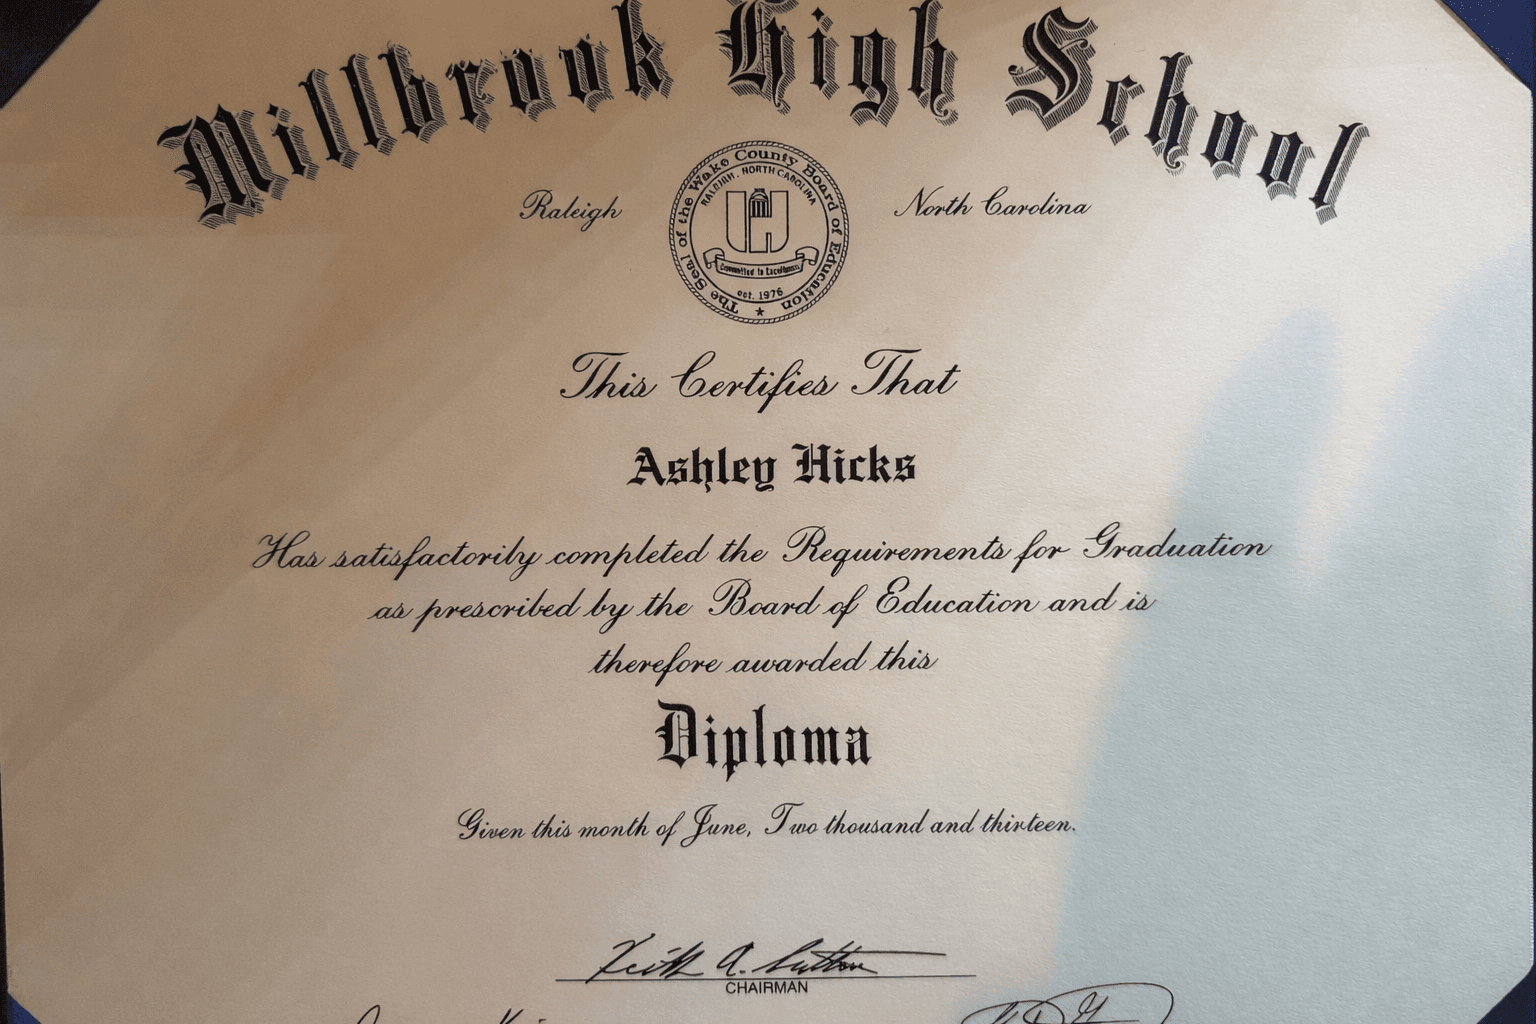 Millbrook High School
Raleigh
North Carolina
The Seal of the Wake County Board of Education
RALEIGH, NORTH CAROLINA
W
Committed to Excellence
est. 1976
This Certifies That
Ashley Hicks
Has satisfactorily completed the Requirements for Graduation
as prescribed by the Board of Education and is
therefore awarded this
Diploma
Given this month of June, Two thousand and thirteen.
Keith A. Sutton
CHAIRMAN